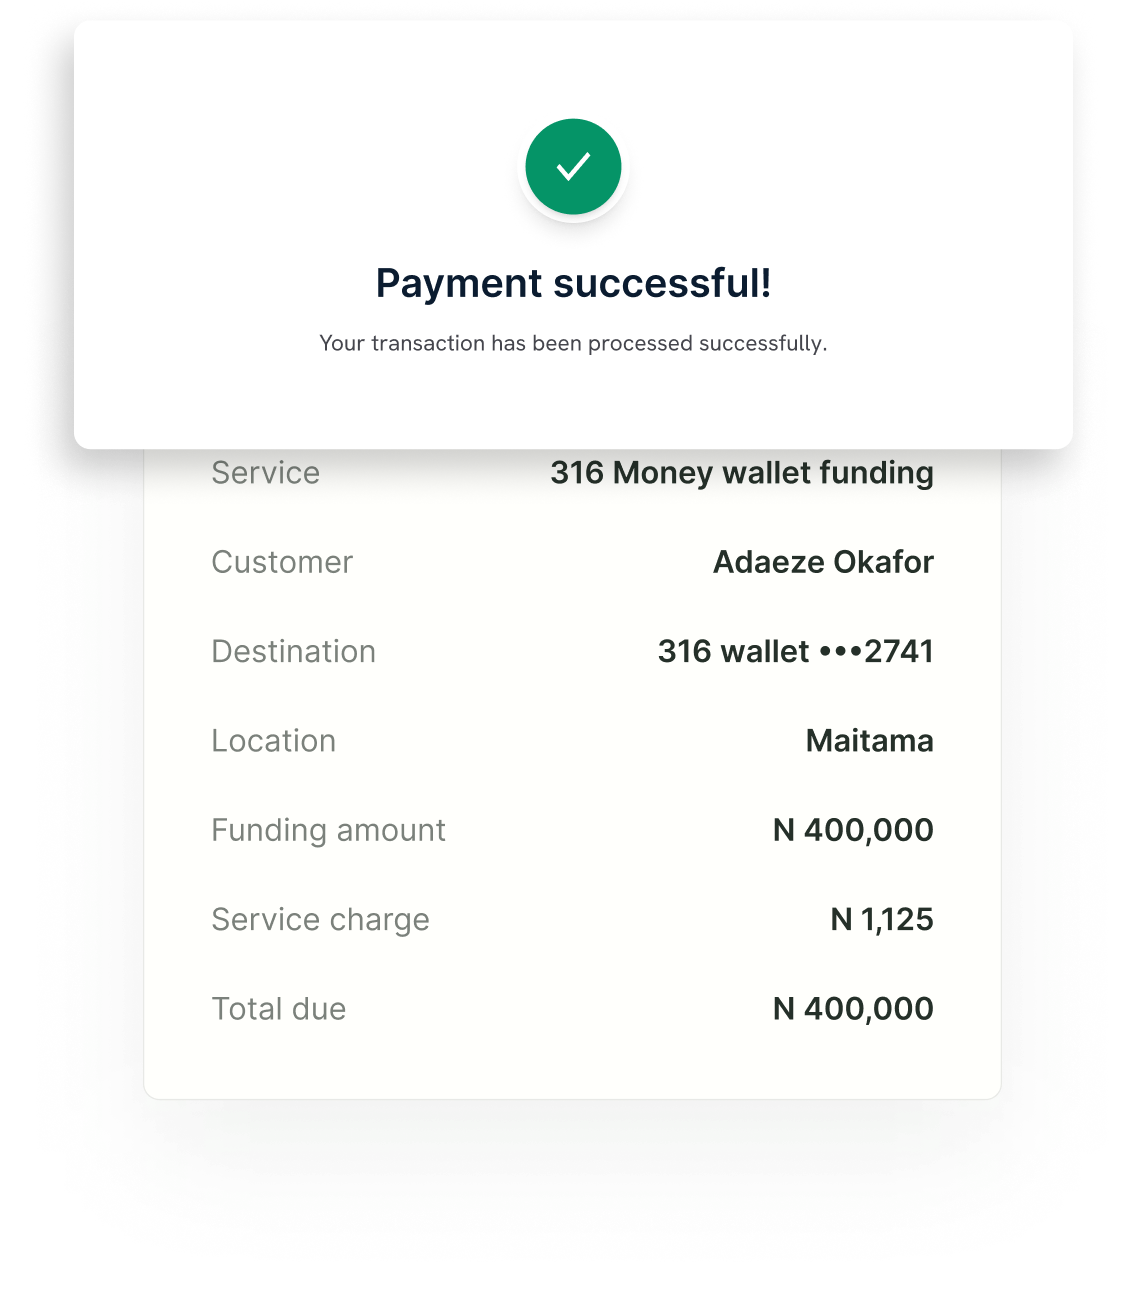 Payment successful!
Your transaction has been processed successfully.
Service 316 Money wallet funding
Customer Adaeze Okafor
Destination 316 wallet •••2741
Location Maitama
Funding amount N 400,000
Service charge N 1,125
Total due N 400,000